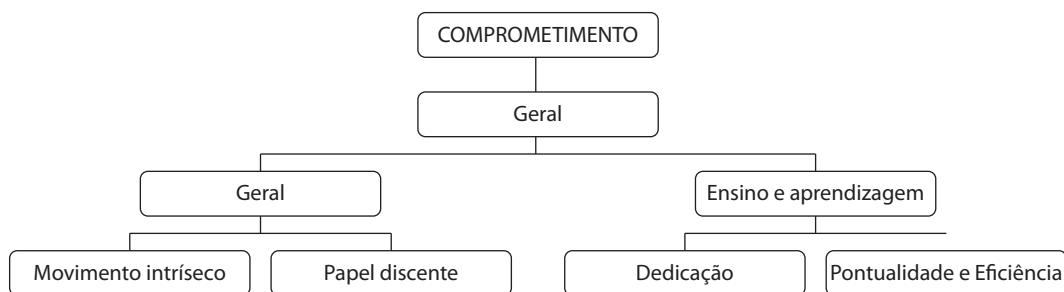 COMPROMETIMENTO
Geral
Geral
Ensino e aprendizagem
Movimento intríseco
Papel discente
Dedicação
Pontualidade e Eficiência